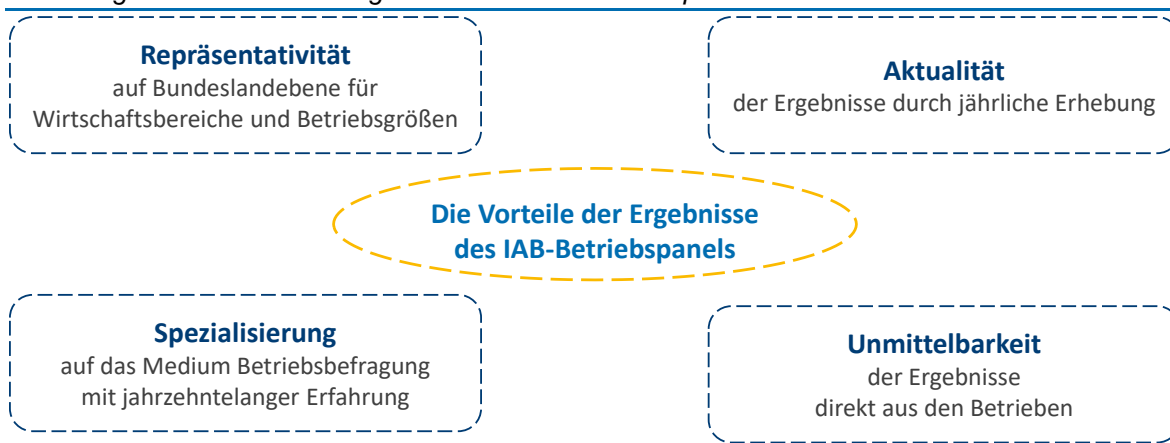 Repräsentativität
auf Bundeslandebene für
Wirtschaftsbereiche und Betriebsgrößen
Aktualität
der Ergebnisse durch jährliche Erhebung
Die Vorteile der Ergebnisse
des IAB-Betriebspanels
Spezialisierung
auf das Medium Betriebsbefragung
mit jahrzehntelanger Erfahrung
Unmittelbarkeit
der Ergebnisse
direkt aus den Betrieben